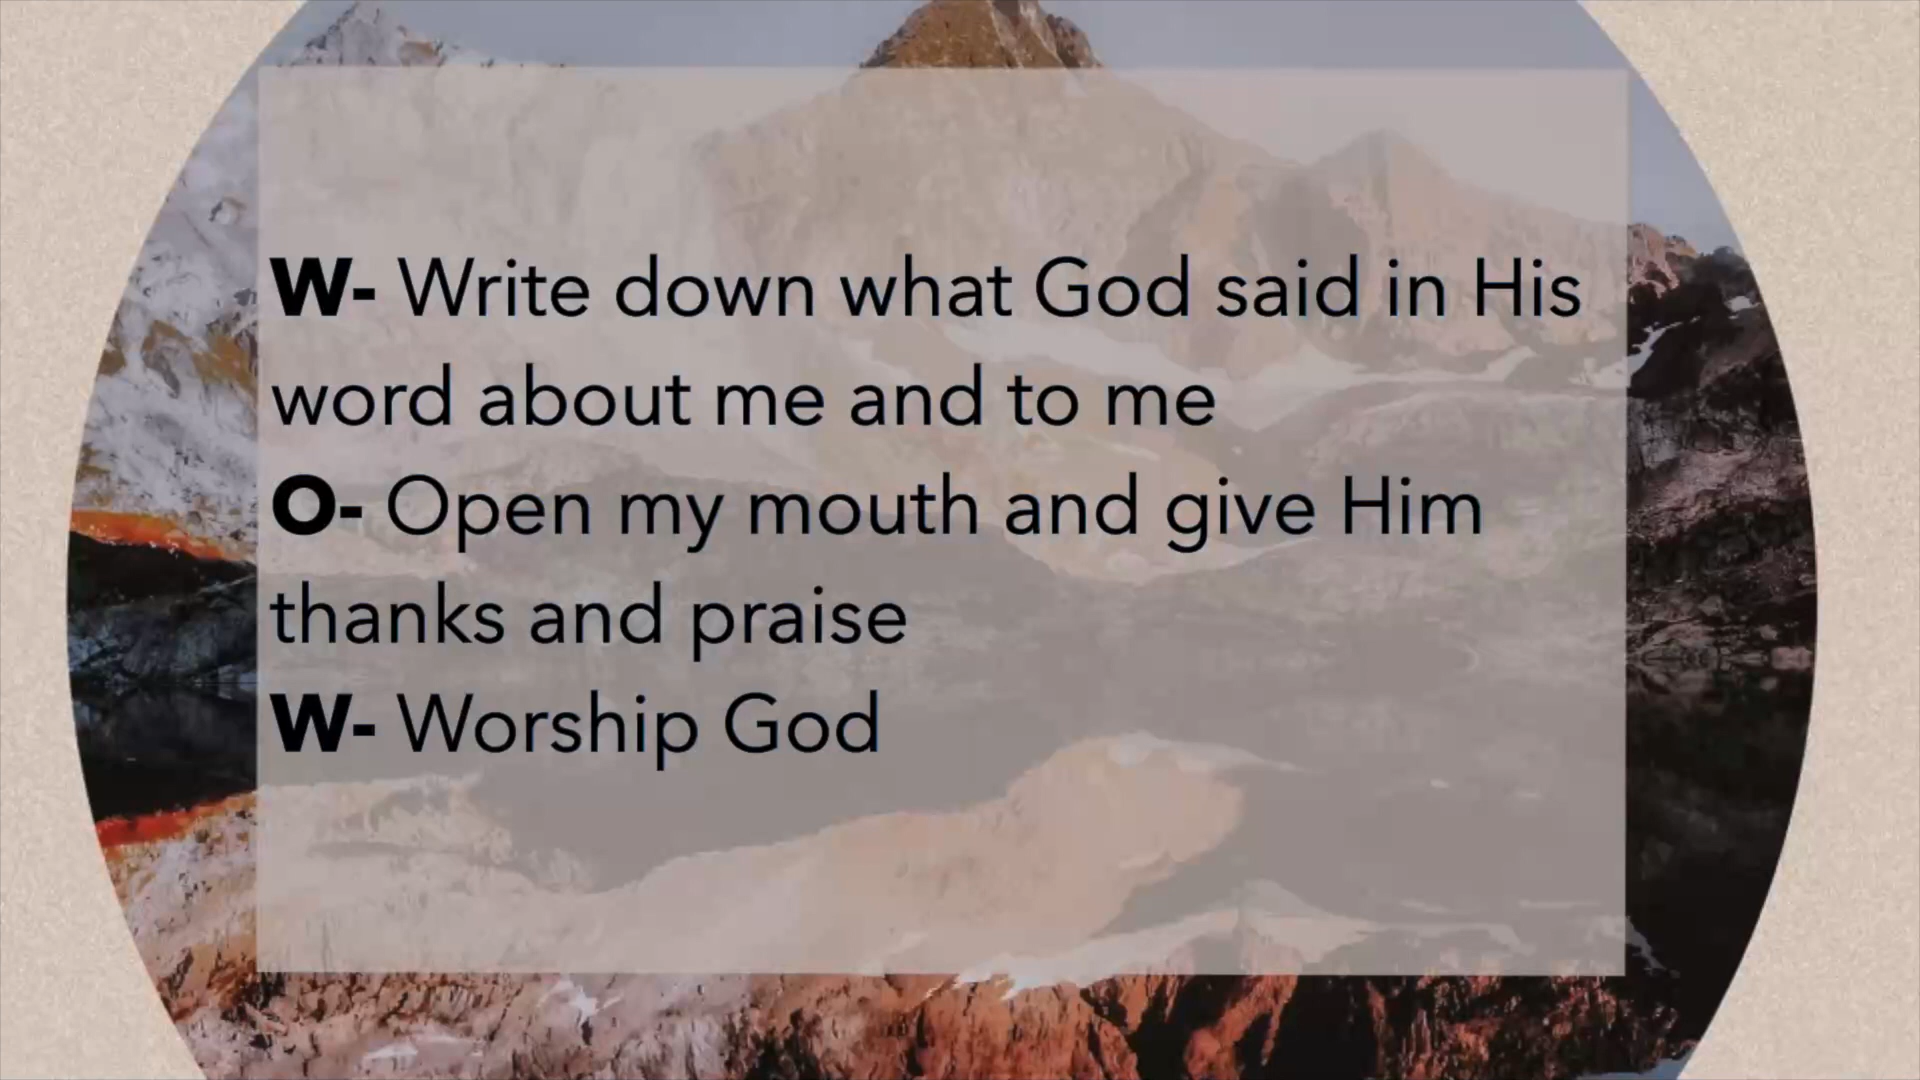 W- Write down what God said in His
word about me and to me
O- Open my mouth and give Him
thanks and praise
W- Worship God